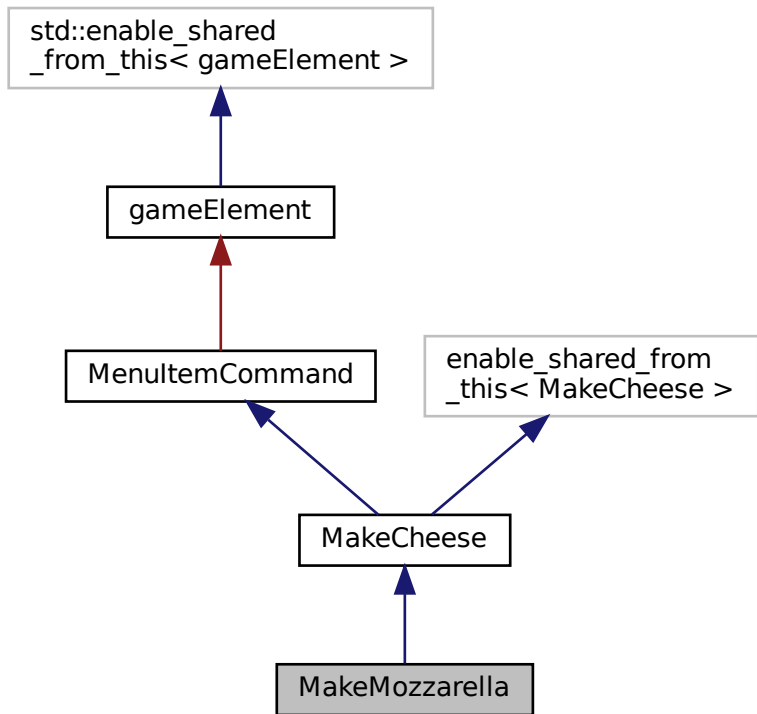 std::enable_shared
_from_this< gameElement >
gameElement
MenuItemCommand
enable_shared_from
_this< MakeCheese >
MakeCheese
MakeMozzarella